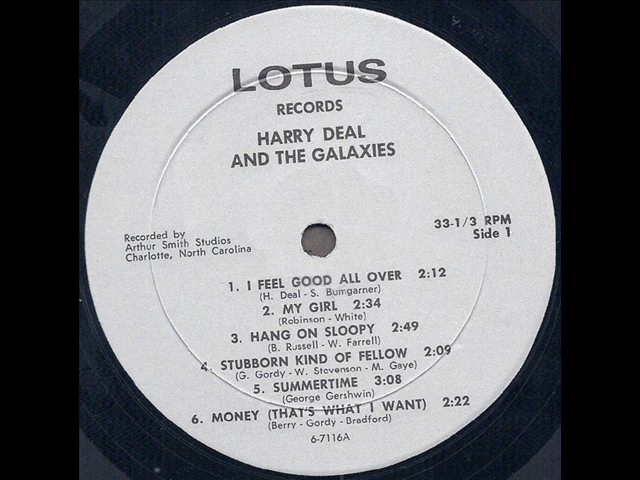 LOTUS
RECORDS
HARRY DEAL
AND THE GALAXIES
Recorded by
Arthur Smith Studios
Charlotte, North Carolina
33-1/3 RPM
Side 1
1. I FEEL GOOD ALL OVER 2:12
(H. Deal - S. Bumgarner)
2. MY GIRL 2:34
(Robinson - White)
3. HANG ON SLOOPY 2:49
(B. Russell - W. Farrell)
4. STUBBORN KIND OF FELLOW 2:09
(G. Gordy - W. Stevenson - M. Gaye)
5. SUMMERTIME 3:08
(George Gershwin)
6. MONEY (THAT'S WHAT I WANT) 2:22
(Berry - Gordy - Bradford)
6-7116A